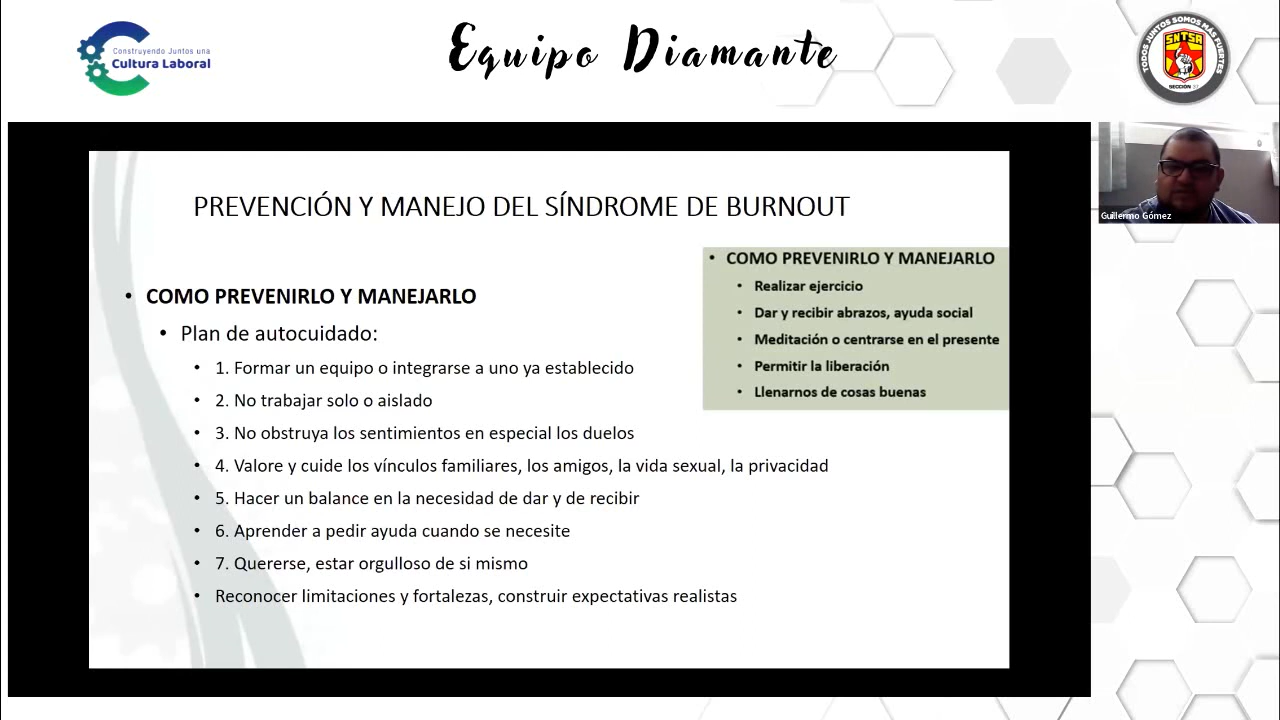 Construyendo Juntos una
Cultura Laboral
Equipo Diamante
TODOS JUNTOS SOMOS MÁS FUERTES
SNTSA
SECCIÓN 37
Guillermo Gómez
PREVENCIÓN Y MANEJO DEL SÍNDROME DE BURNOUT
• COMO PREVENIRLO Y MANEJARLO
• Plan de autocuidado:
• 1. Formar un equipo o integrarse a uno ya establecido
• 2. No trabajar solo o aislado
• 3. No obstruya los sentimientos en especial los duelos
• 4. Valore y cuide los vínculos familiares, los amigos, la vida sexual, la privacidad
• 5. Hacer un balance en la necesidad de dar y de recibir
• 6. Aprender a pedir ayuda cuando se necesite
• 7. Quererse, estar orgulloso de si mismo
• Reconocer limitaciones y fortalezas, construir expectativas realistas
• COMO PREVENIRLO Y MANEJARLO
• Realizar ejercicio
• Dar y recibir abrazos, ayuda social
• Meditación o centrarse en el presente
• Permitir la liberación
• Llenarnos de cosas buenas